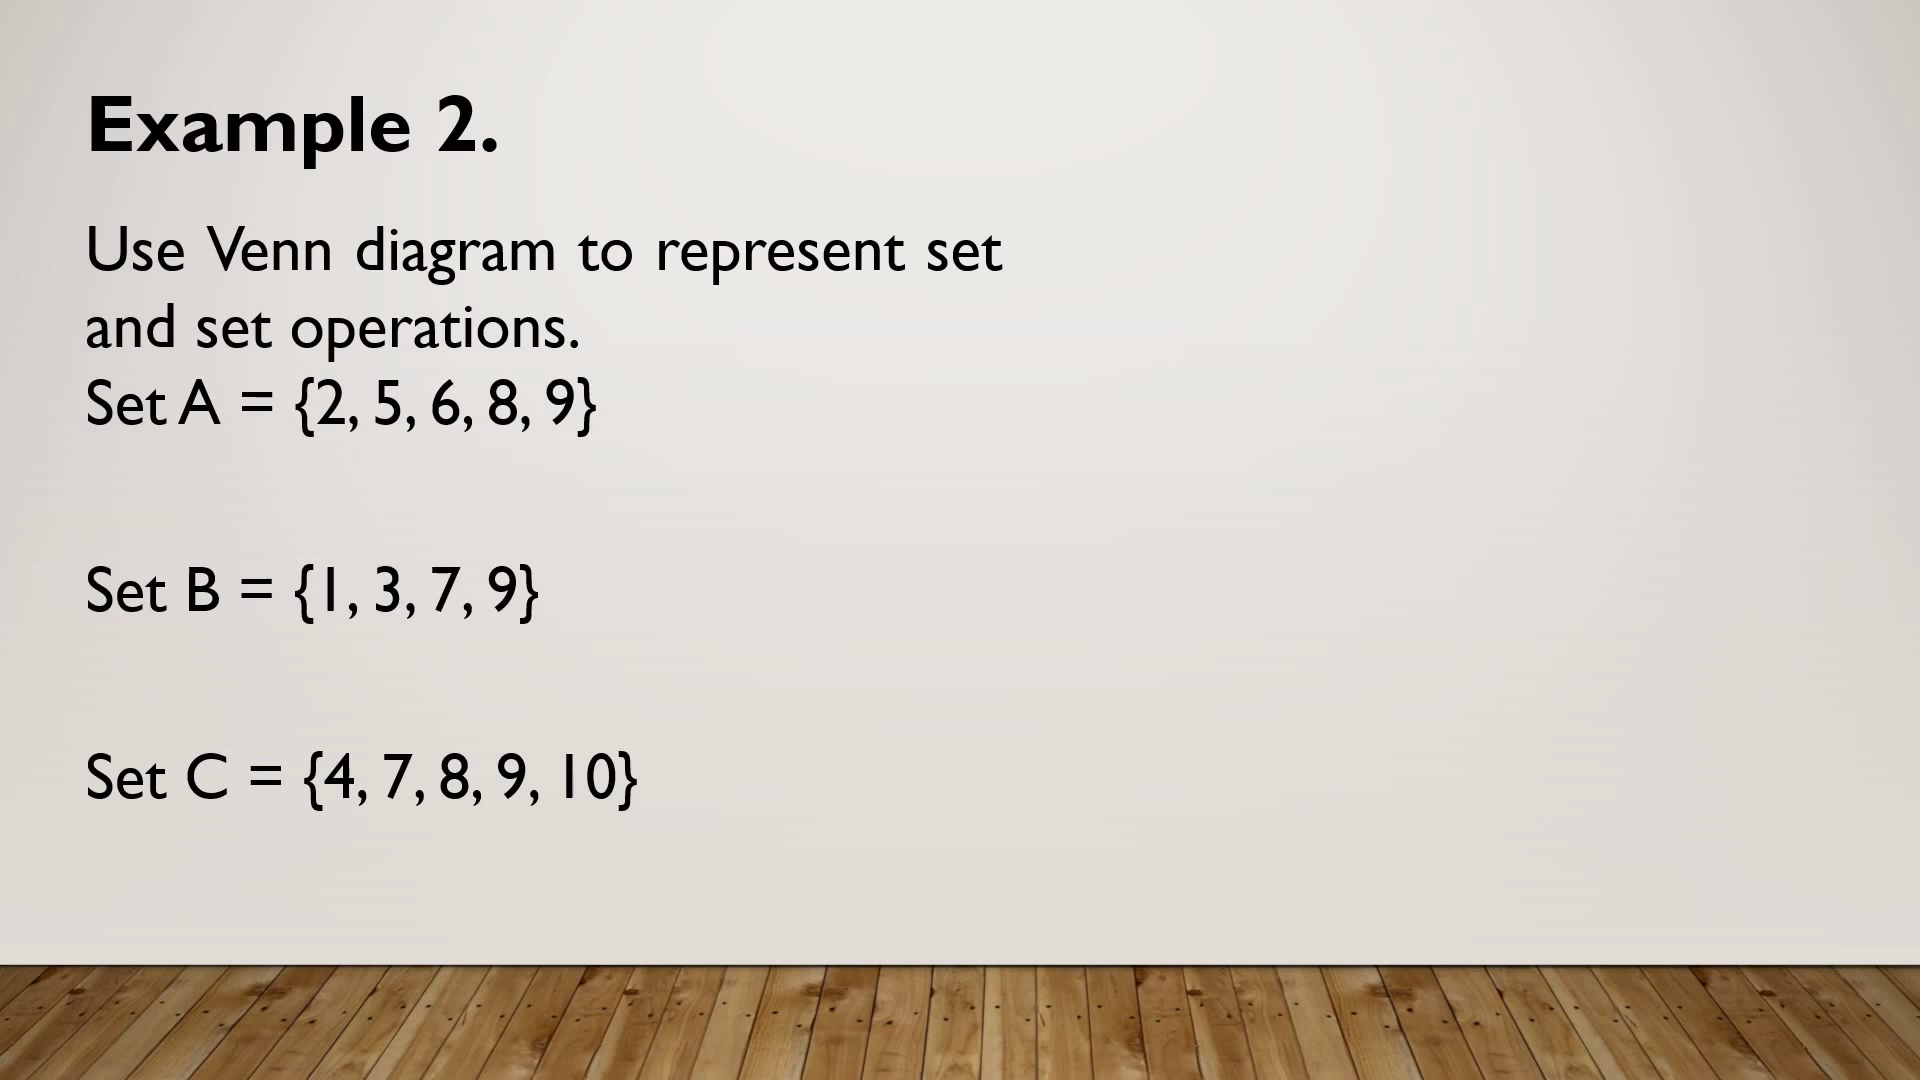 Example 2.
Use Venn diagram to represent set
and set operations.
Set A = {2, 5, 6, 8, 9}
Set B = {1, 3, 7, 9}
Set C = {4, 7, 8, 9, 10}